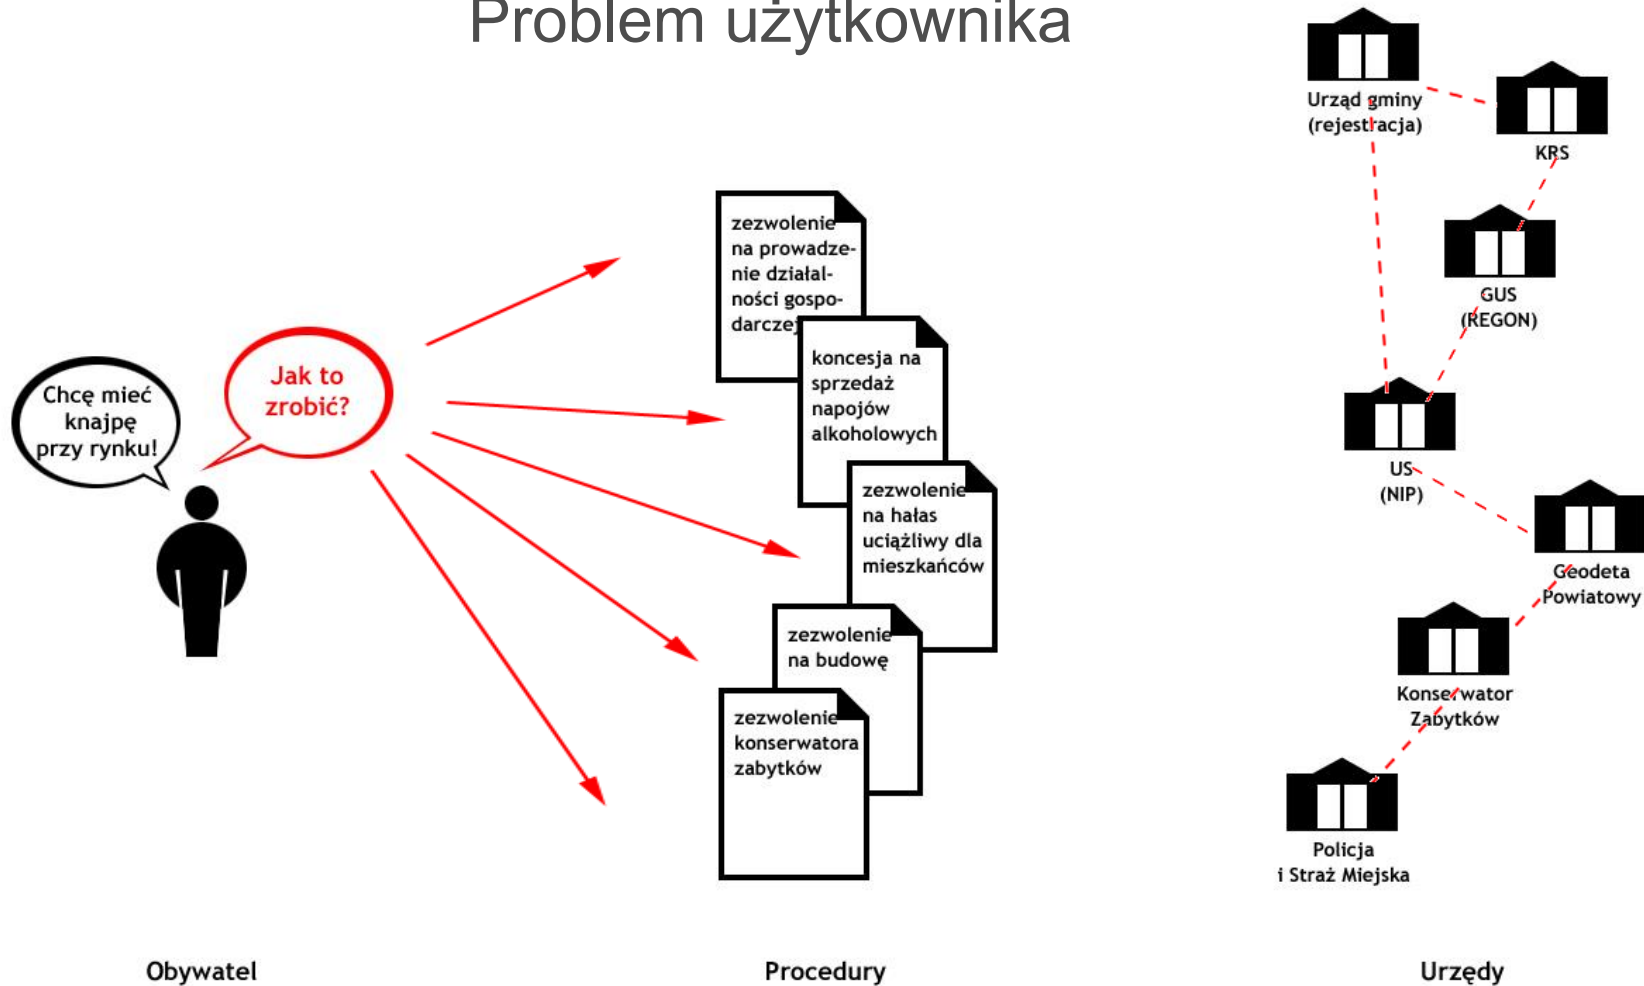 Problem użytkownika
Chcę mieć
knajpę
przy rynku!
Jak to
zrobić?
zezwolenie
na prowadze-
nie działal-
ności gospo-
darczej
koncesja na
sprzedaż
napojów
alkoholowych
zezwolenie
na hałas
uciążliwy dla
mieszkańców
zezwolenie
na budowę
zezwolenie
konserwatora
zabytków
Urząd gminy
(rejestracja)
KRS
GUS
(REGON)
US
(NIP)
Geodeta
Powiatowy
Konserwator
Zabytków
Policja
i Straż Miejska
Obywatel
Procedury
Urzędy